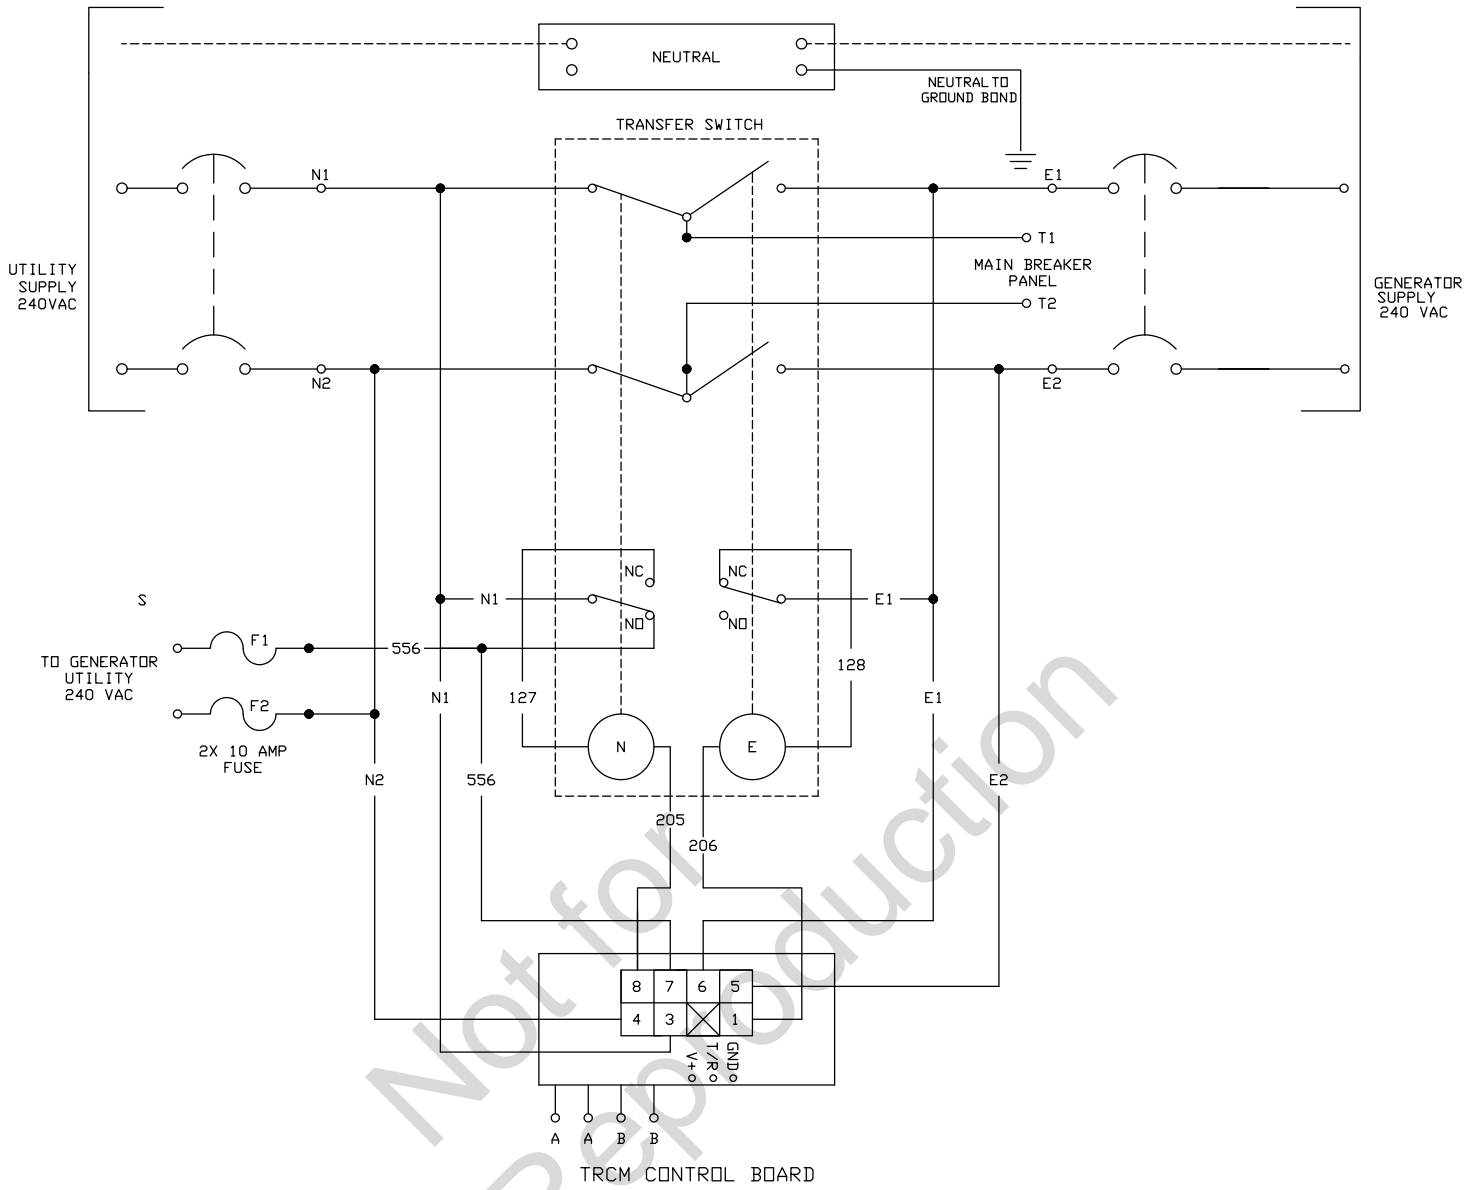 NEUTRAL
NEUTRAL TO
GROUND BOND
TRANSFER SWITCH
N1
E1
T1
MAIN BREAKER
PANEL
T2
UTILITY
SUPPLY
240VAC
GENERATOR
SUPPLY
240 VAC
N2
E2
NC
NC
S
N1
E1
NO
NO
F1
556
TO GENERATOR
UTILITY
240 VAC
128
N1
127
E1
F2
2X 10 AMP
FUSE
N
E
N2
556
E2
205
206
8 7 6 5
4 3 1
V+
T/R
GND
A A B B
TRCM CONTROL BOARD
Not for
Reproduction